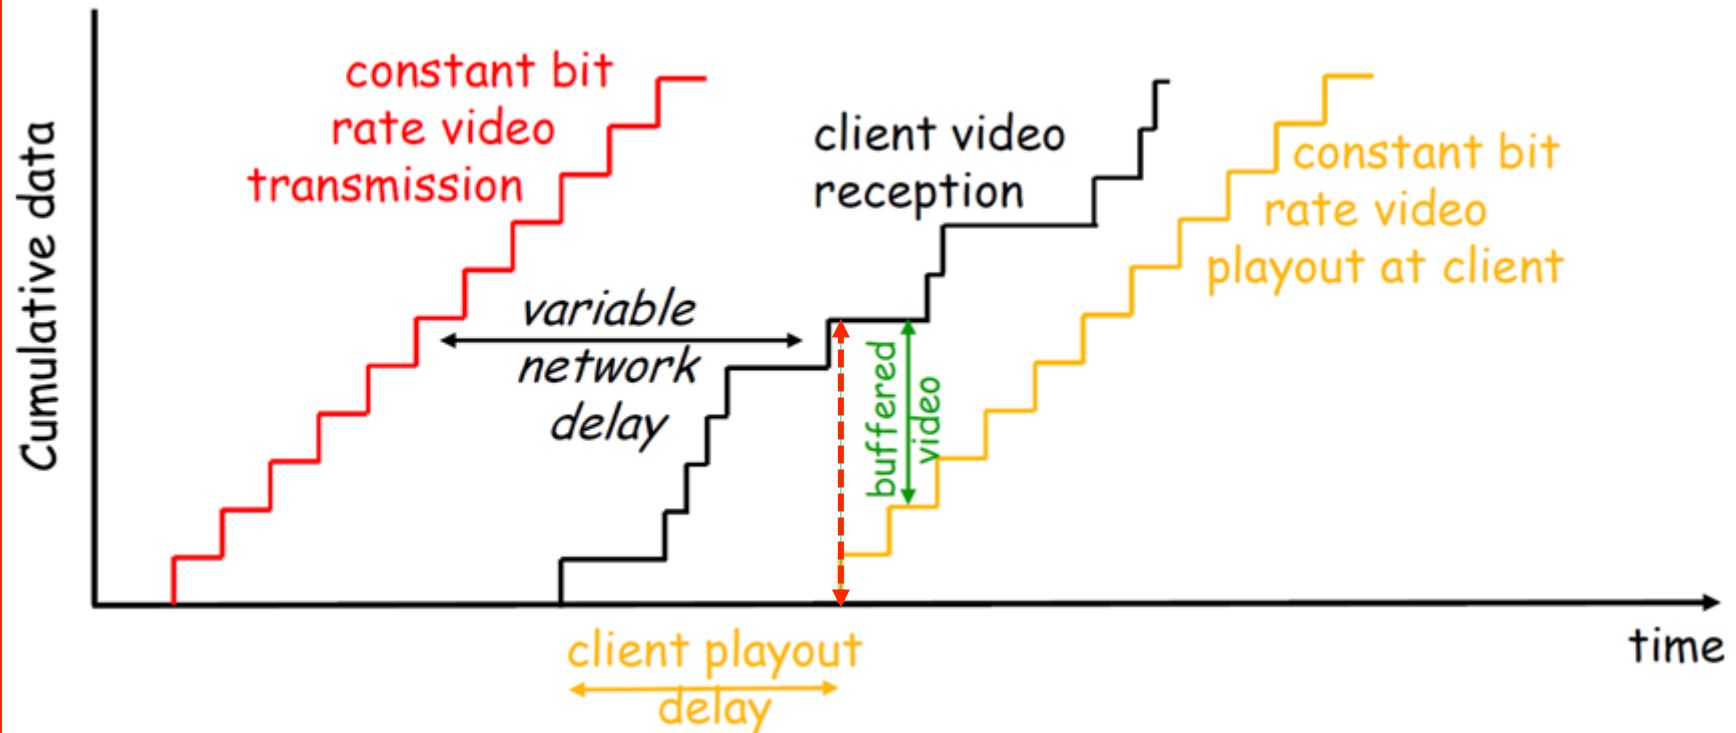 constant bit
rate video
transmission
client video
reception
constant bit
rate video
playout at client
variable
network
delay
buffered
video
Cumulative data
time
client playout
delay